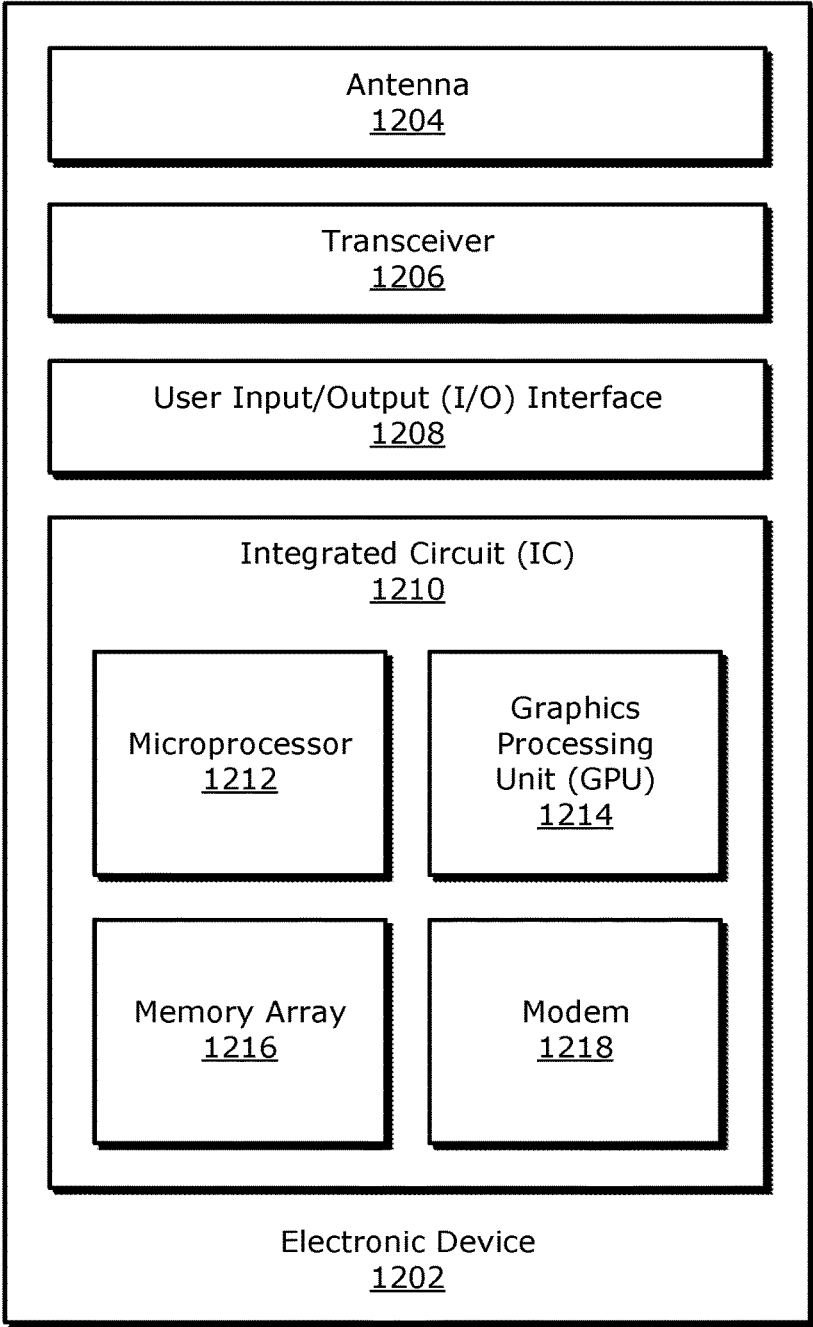 Antenna
1204
Transceiver
1206
User Input/Output (I/O) Interface
1208
Integrated Circuit (IC)
1210
Microprocessor
1212
Graphics
Processing
Unit (GPU)
1214
Memory Array
1216
Modem
1218
Electronic Device
1202